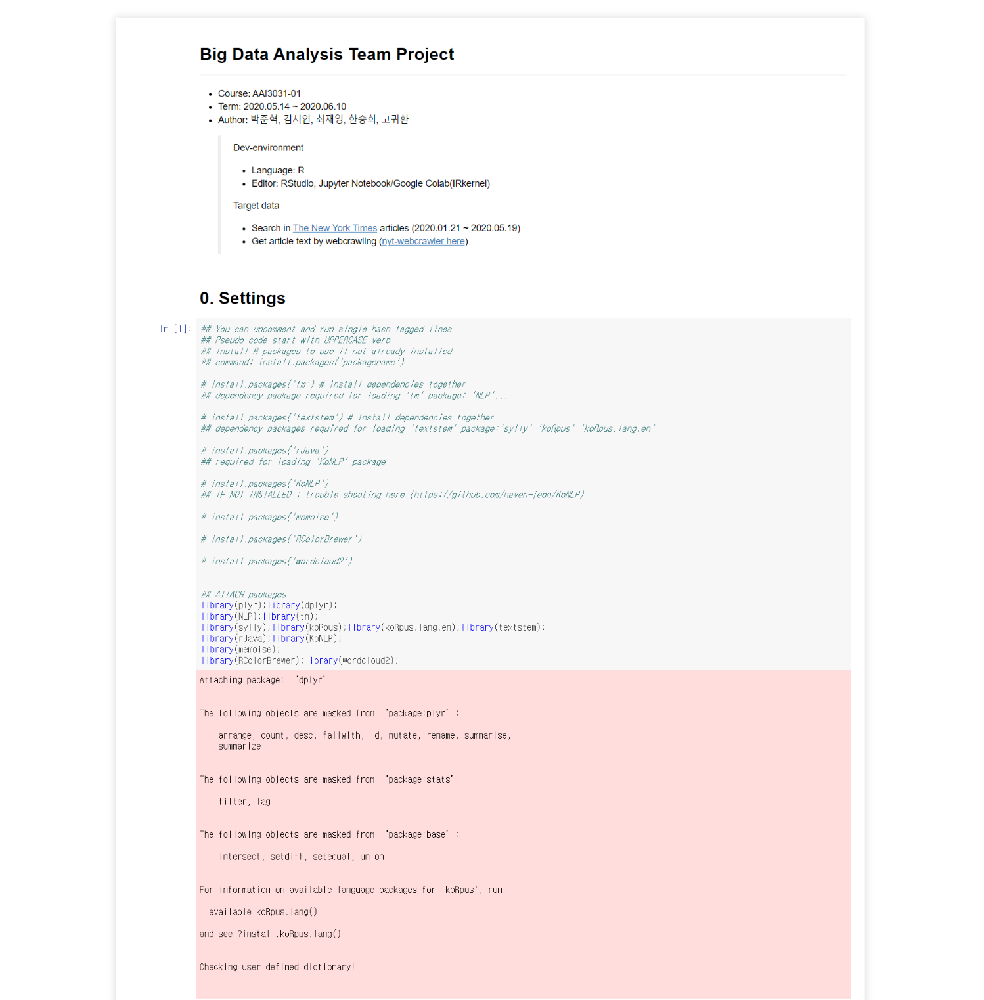 Big Data Analysis Team Project
• Course: AAI3031-01
• Term: 2020.05.14 ~ 2020.06.10
• Author: 박준혁, 김시인, 최재영, 한승희, 고귀환
Dev-environment
• Language: R
• Editor: RStudio, Jupyter Notebook/Google Colab(IRkernel)
Target data
• Search in The New York Times articles (2020.01.21 ~ 2020.05.19)
• Get article text by webcrawling (nyt-webcrawler here)
0. Settings
In [1]:
## You can uncomment and run single hash-tagged lines
## Pseudo code start with UPPERCASE verb
## Install R packages to use if not already installed
## command: install.packages('packagename')
# install.packages('tm') # Install dependencies together
## dependency package required for loading 'tm' package: 'NLP'...
# install.packages('textstem') # Install dependencies together
## dependency packages required for loading 'textstem' package:'sylly' 'koRpus' 'koRpus.lang.en'
# install.packages('rJava')
## required for loading 'KoNLP' package
# install.packages('KoNLP')
## IF NOT INSTALLED : trouble shooting here (https://github.com/haven-jeon/KoNLP)
# install.packages('memoise')
# install.packages('RColorBrewer')
# install.packages('wordcloud2')
## ATTACH packages
library(plyr);library(dplyr);
library(NLP);library(tm);
library(sylly);library(koRpus);library(koRpus.lang.en);library(textstem);
library(rJava);library(KoNLP);
library(memoise);
library(RColorBrewer);library(wordcloud2);
Attaching package: 'dplyr'
The following objects are masked from 'package:plyr' :
arrange, count, desc, failwith, id, mutate, rename, summarise,
summarize
The following objects are masked from 'package:stats' :
filter, lag
The following objects are masked from 'package:base' :
intersect, setdiff, setequal, union
For information on available language packages for 'koRpus', run
available.koRpus.lang()
and see ?install.koRpus.lang()
Checking user defined dictionary!